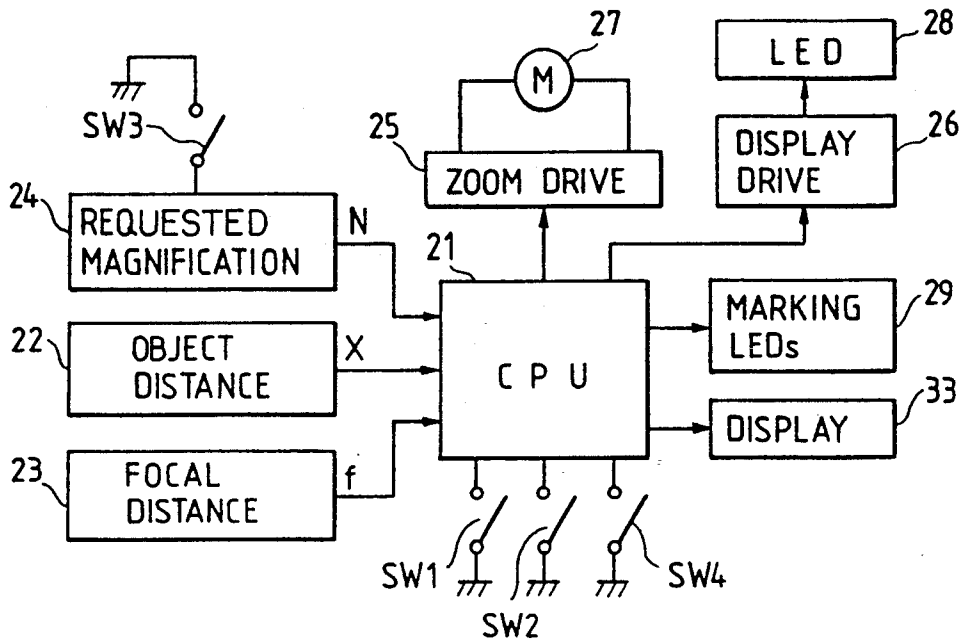 27
M
28
LED
SW3
25
ZOOM DRIVE
26
DISPLAY
DRIVE
24
REQUESTED
MAGNIFICATION
N
21
CPU
22
OBJECT
DISTANCE
X
29
MARKING
LEDs
23
FOCAL
DISTANCE
f
33
DISPLAY
SW1
SW2
SW4